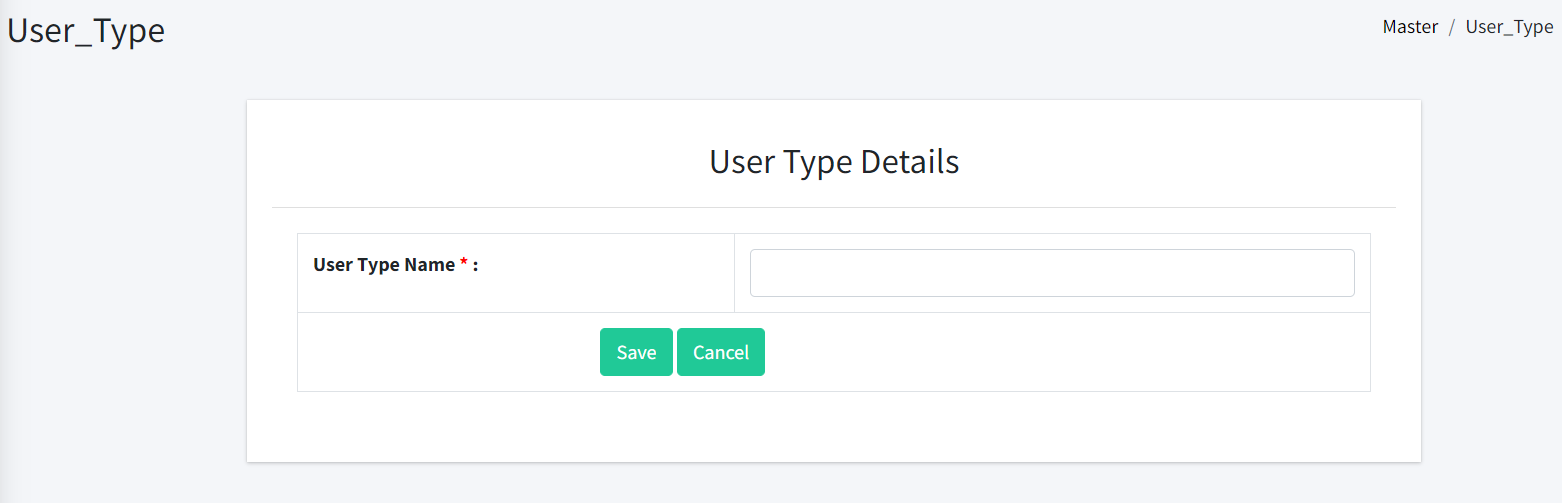 User_Type
Master / User_Type
User Type Details
User Type Name * :
Save Cancel